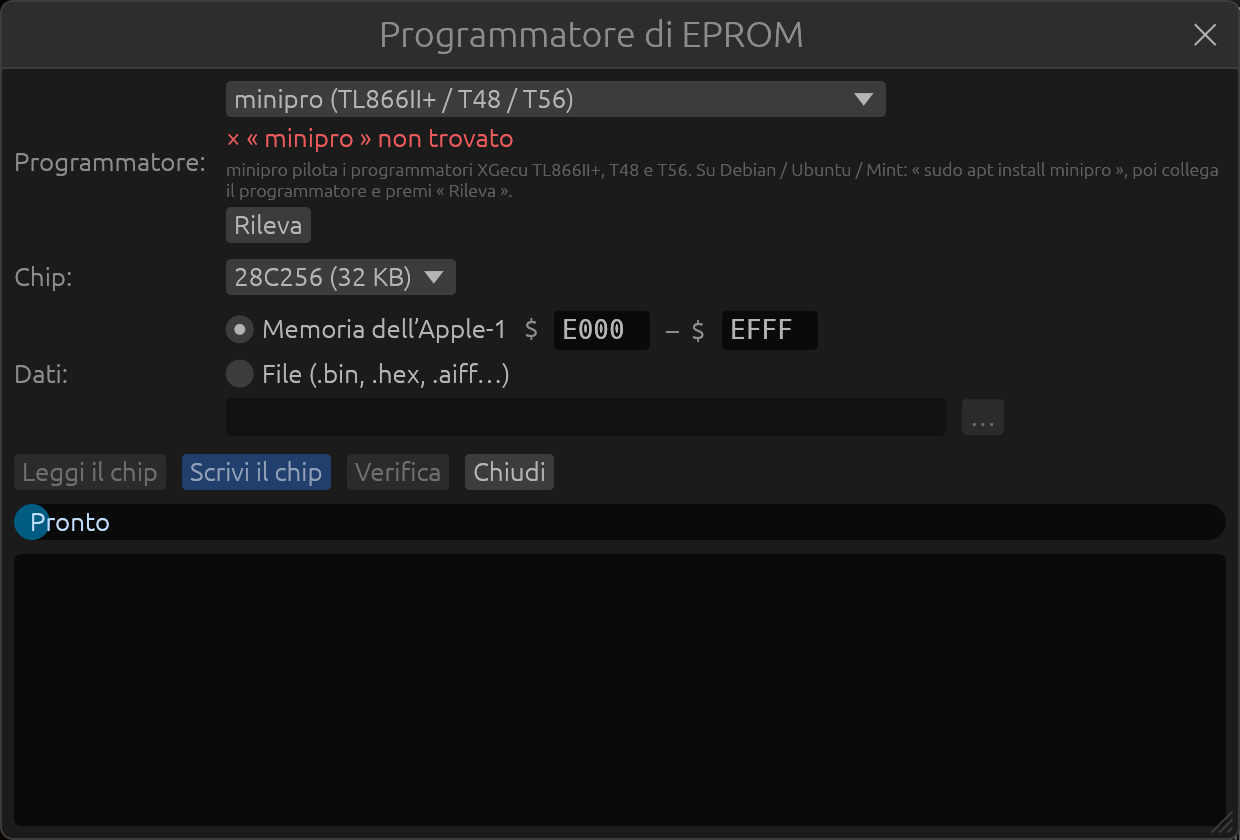 Programmatore di EPROM
minipro (TL866II+ / T48 / T56)
× « minipro » non trovato
Programmatore:
minipro pilota i programmatori XGecu TL866II+, T48 e T56. Su Debian / Ubuntu / Mint: « sudo apt install minipro », poi collega
il programmatore e premi « Rileva ».
Rileva
Chip:
28C256 (32 KB)
Memoria dell’Apple-1 $ E000 – $ EFFF
Dati:
File (.bin, .hex, .aiff…)
...
Leggi il chip Scrivi il chip Verifica Chiudi
Pronto